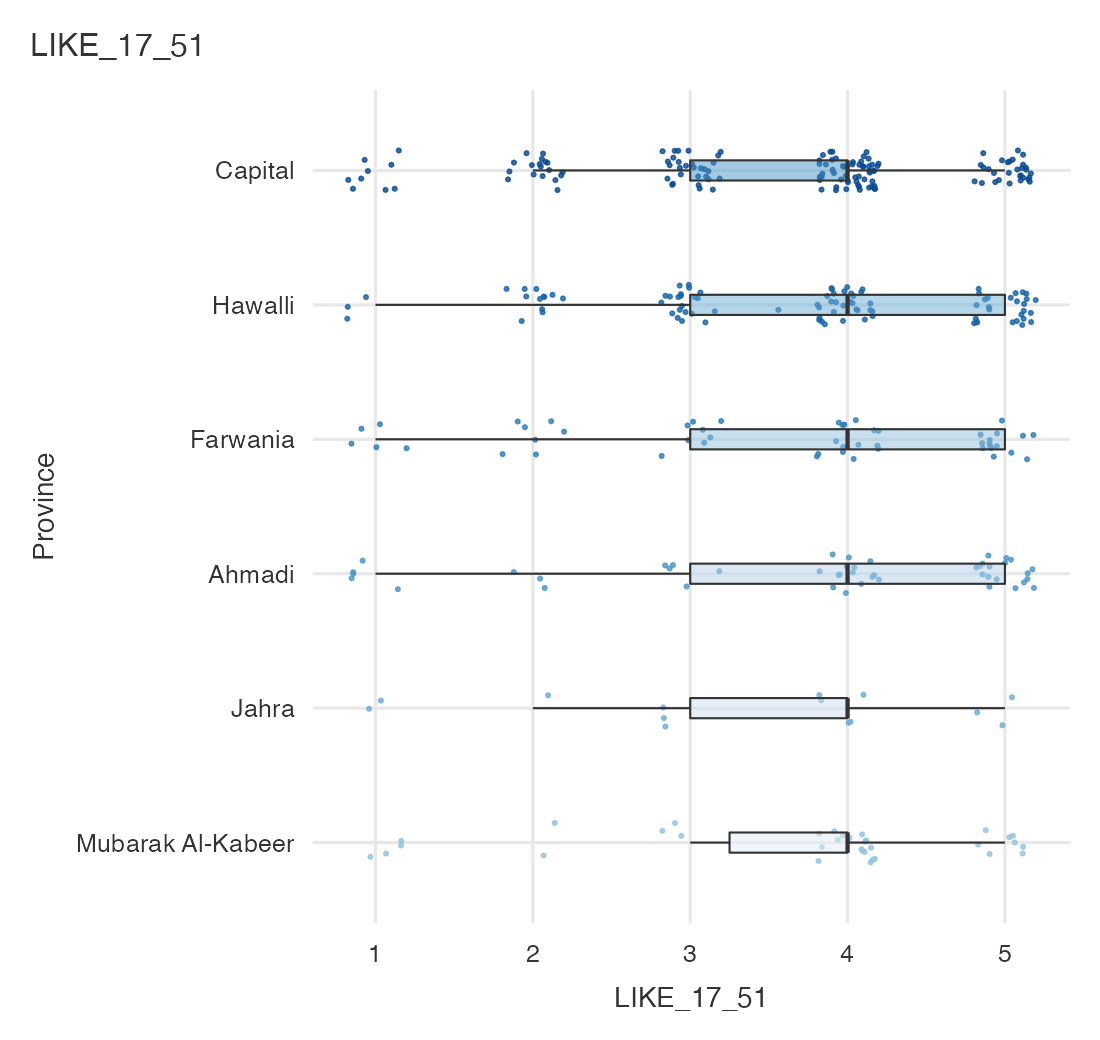 LIKE_17_51
Capital
Hawalli
Farwania
Ahmadi
Jahra
Mubarak Al-Kabeer
Province
1 2 3 4 5
LIKE_17_51